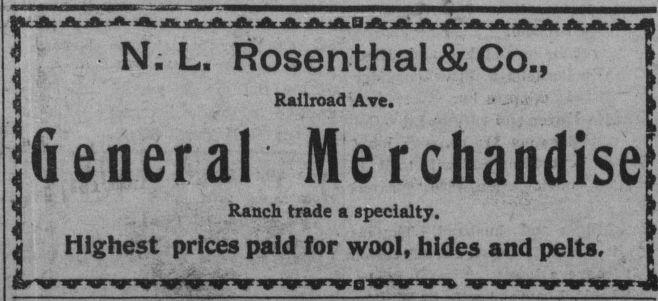 N. L. Rosenthal & Co.,
Railroad Ave.
General Merchandise
Ranch trade a specialty.
Highest prices paid for wool, hides and pelts.